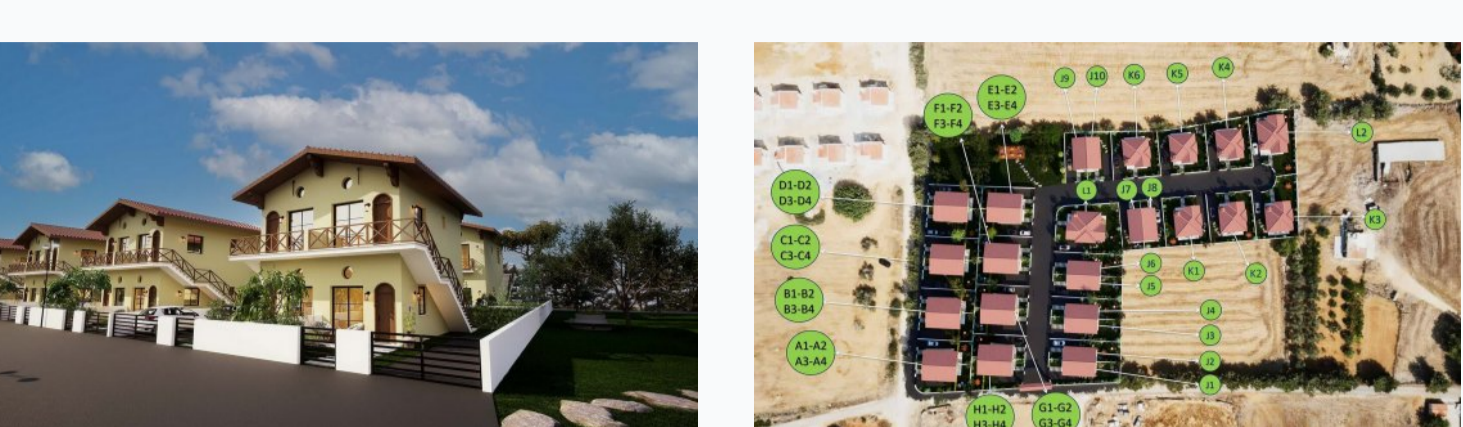 J9
J10
K6
K5
K4
E1-E2
E3-E4
F1-F2
F3-F4
L2
D1-D2
D3-D4
L1
J7
J8
K3
C1-C2
C3-C4
J6
K1
K2
J5
B1-B2
B3-B4
J4
J3
A1-A2
A3-A4
J2
J1
H1-H2
H3-H4
G1-G2
G3-G4